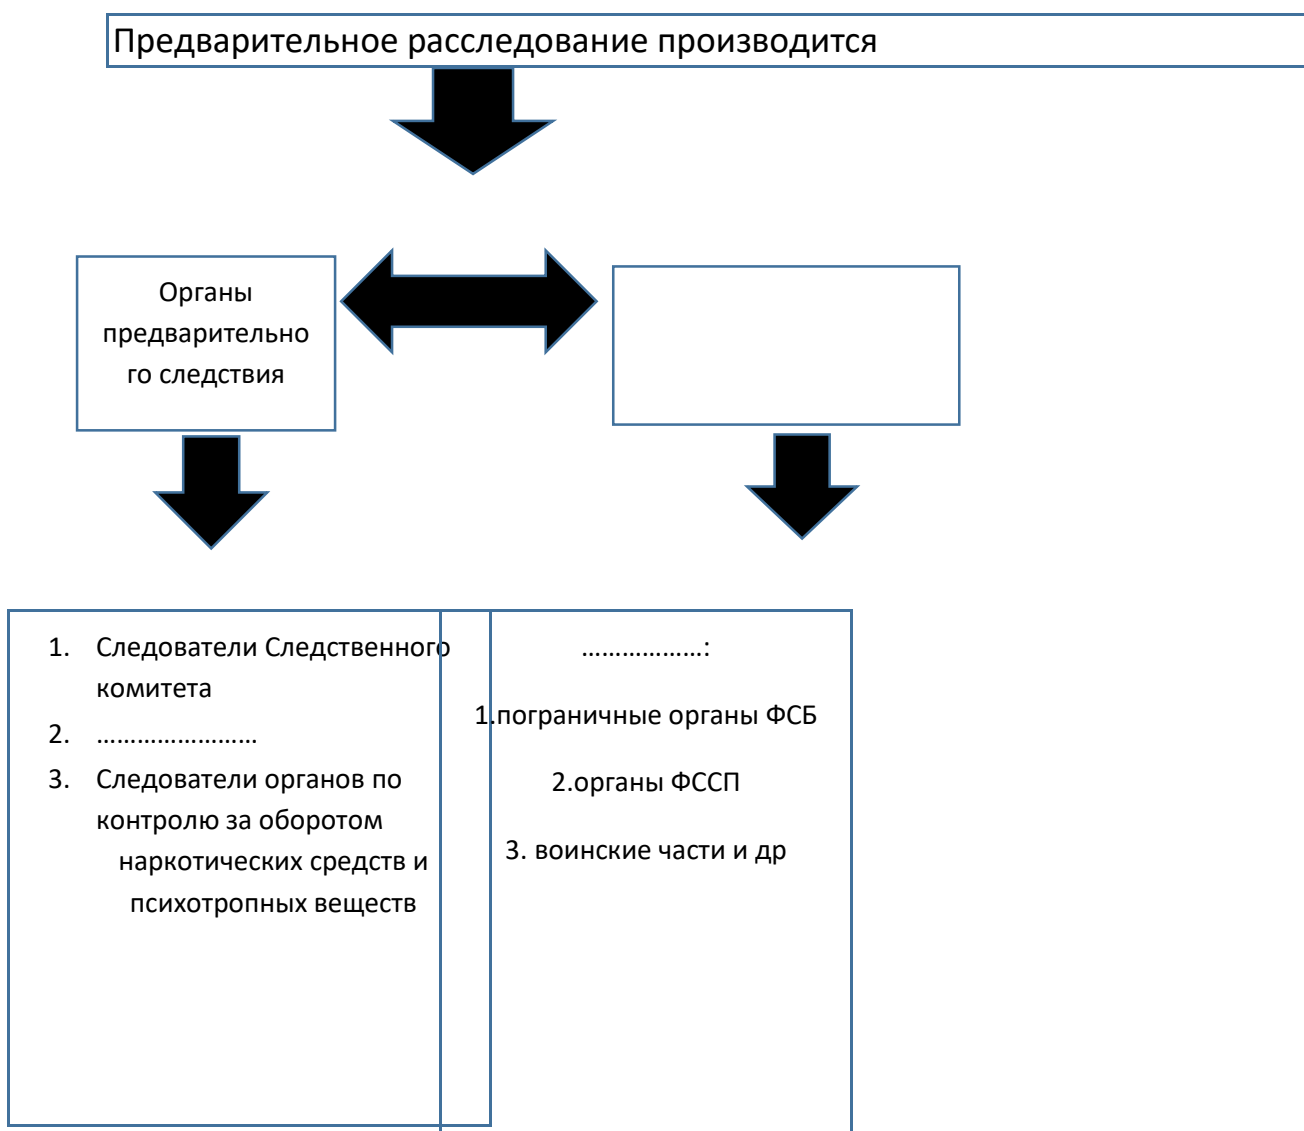 Предварительное расследование производится
Органы
предварительно
го следствия
1. Следователи Следственного
комитета
2. ……………………
3. Следователи органов по
контролю за оборотом
наркотических средств и
психотропных веществ
………………:
1.пограничные органы ФСБ
2.органы ФССП
3. воинские части и др